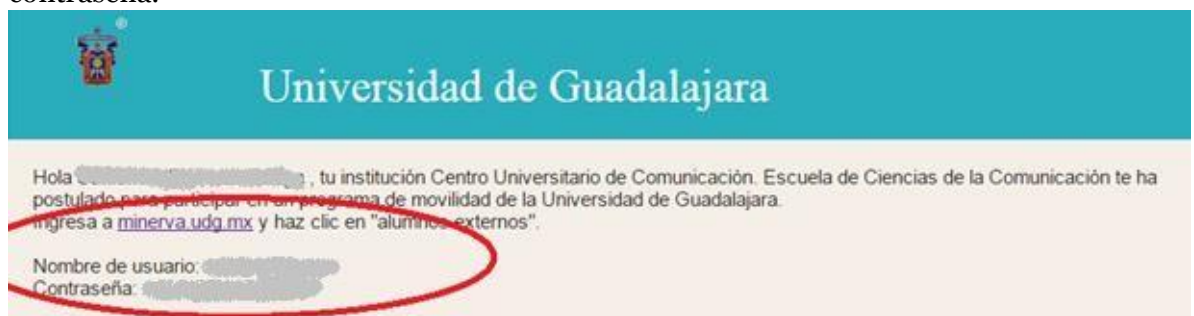 contraseña.
®
Universidad de Guadalajara
Hola , tu institución Centro Universitario de Comunicación. Escuela de Ciencias de la Comunicación te ha
postulado para participar en un programa de movilidad de la Universidad de Guadalajara.
Ingresa a minerva.udg.mx y haz clic en "alumnos externos".
Nombre de usuario:
Contraseña: